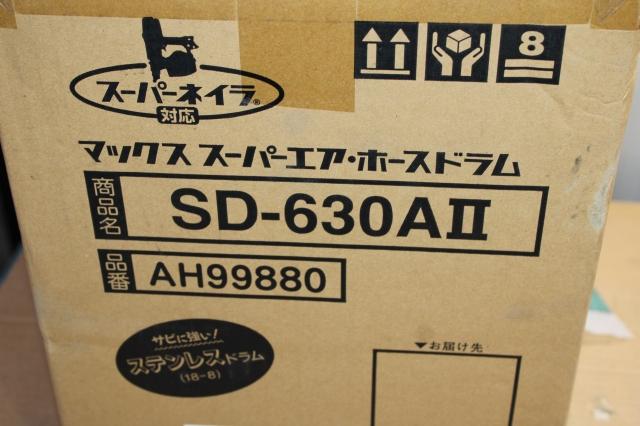 8
スーパーネイラ®
対応
マックス スーパーエア・ホースドラム
商品名
SD-630AⅡ
品番
AH99880
サビに強い!
ステンレスドラム
(18-8)
▼お届け先